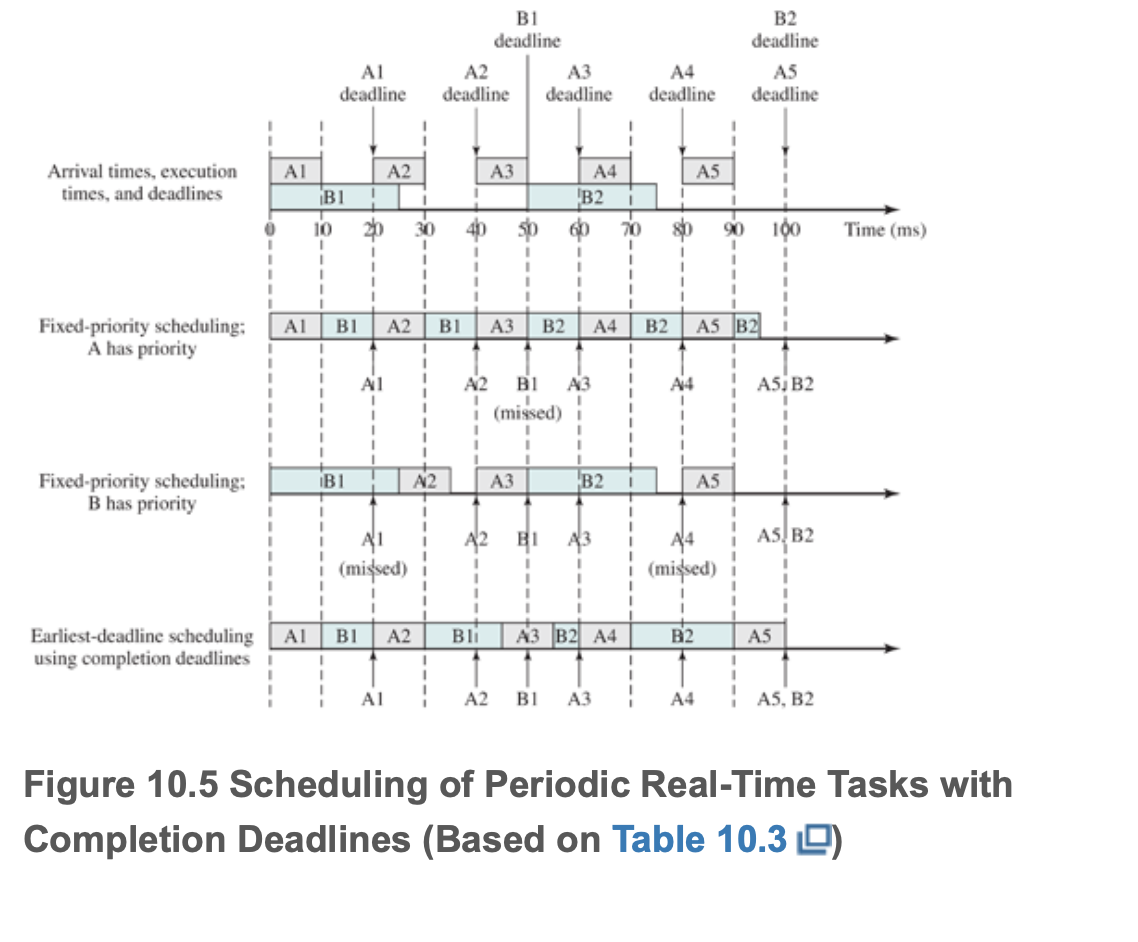 B1
deadline
B2
deadline
A1
deadline
A2
deadline
A3
deadline
A4
deadline
A5
deadline
Arrival times, execution
times, and deadlines
A1 A2 A3 A4 A5
B1 B2
0 10 20 30 40 50 60 70 80 90 100 Time (ms)
Fixed-priority scheduling;
A has priority
A1 B1 A2 B1 A3 B2 A4 B2 A5 B2
A1 A2 B1 A3 A4 A5, B2
(missed)
Fixed-priority scheduling;
B has priority
B1 A2 A3 B2 A5
A1 A2 B1 A3 A4 A5, B2
(missed) (missed)
Earliest-deadline scheduling
using completion deadlines
A1 B1 A2 B1 A3 B2 A4 B2 A5
A1 A2 B1 A3 A4 A5, B2
Figure 10.5 Scheduling of Periodic Real-Time Tasks with
Completion Deadlines (Based on Table 10.3 )